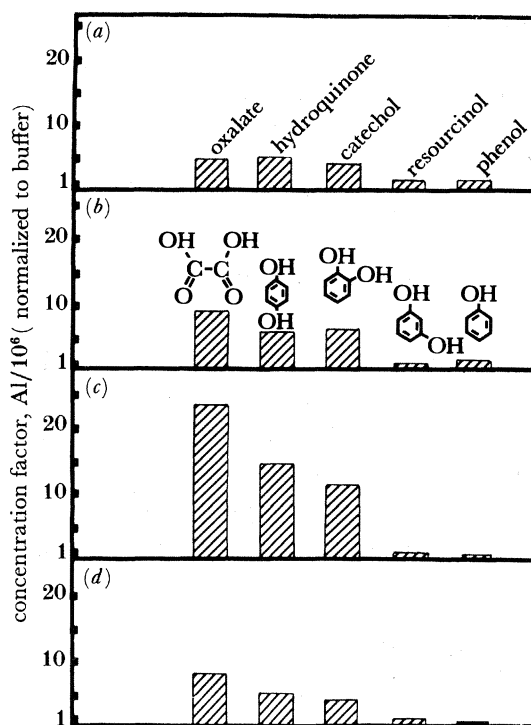 concentration factor, Al/10⁶ ( normalized to buffer)
(a)
20
10
1
oxalate
hydroquinone
catechol
resourcinol
phenol
(b)
20
10
1
OH OH
C–C
O O
OH
OH
OH
OH
OH
OH
OH
(c)
20
10
1
(d)
20
10
1